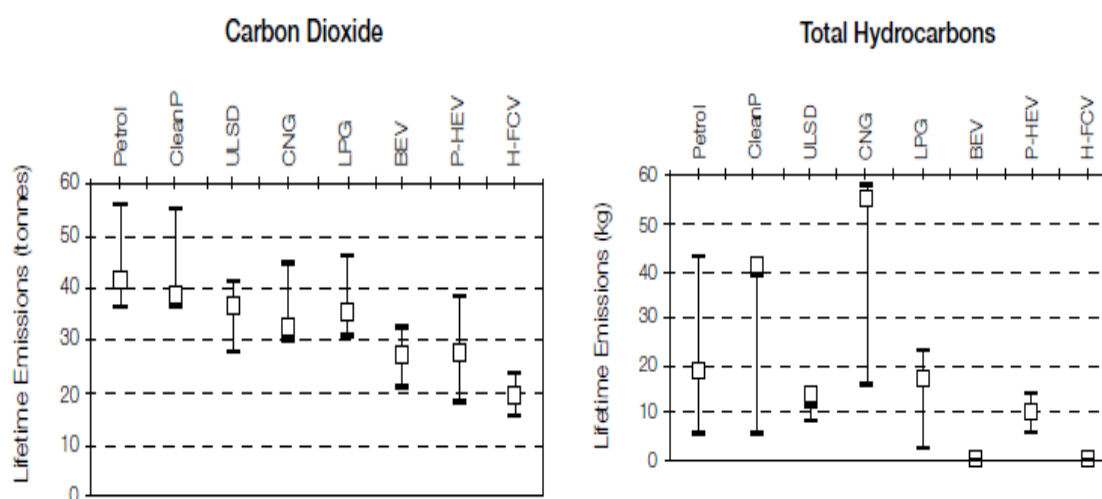 Carbon Dioxide
Petrol
CleanP
ULSD
CNG
LPG
BEV
P-HEV
H-FCV
Lifetime Emissions (tonnes)
60
50
40
30
20
10
0
Total Hydrocarbons
Petrol
CleanP
ULSD
CNG
LPG
BEV
P-HEV
H-FCV
Lifetime Emissions (kg)
60
50
40
30
20
10
0